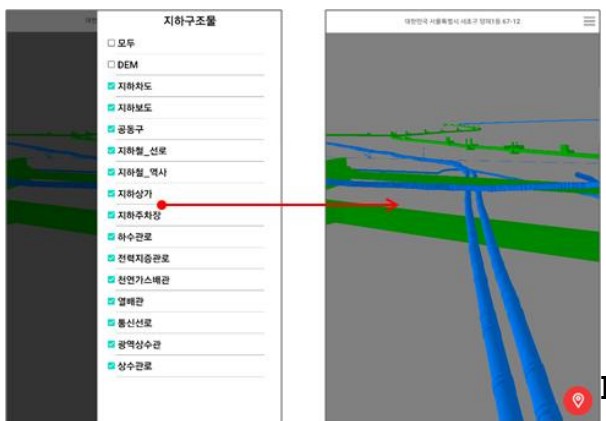 지하구조물
모두
DEM
지하차도
지하보도
공동구
지하철_선로
지하철_역사
지하상가
지하주차장
하수관로
전력지중관로
천연가스배관
열배관
통신선로
광역상수관
상수관로
대한민국 서울특별시 서초구 양재1동 67-12